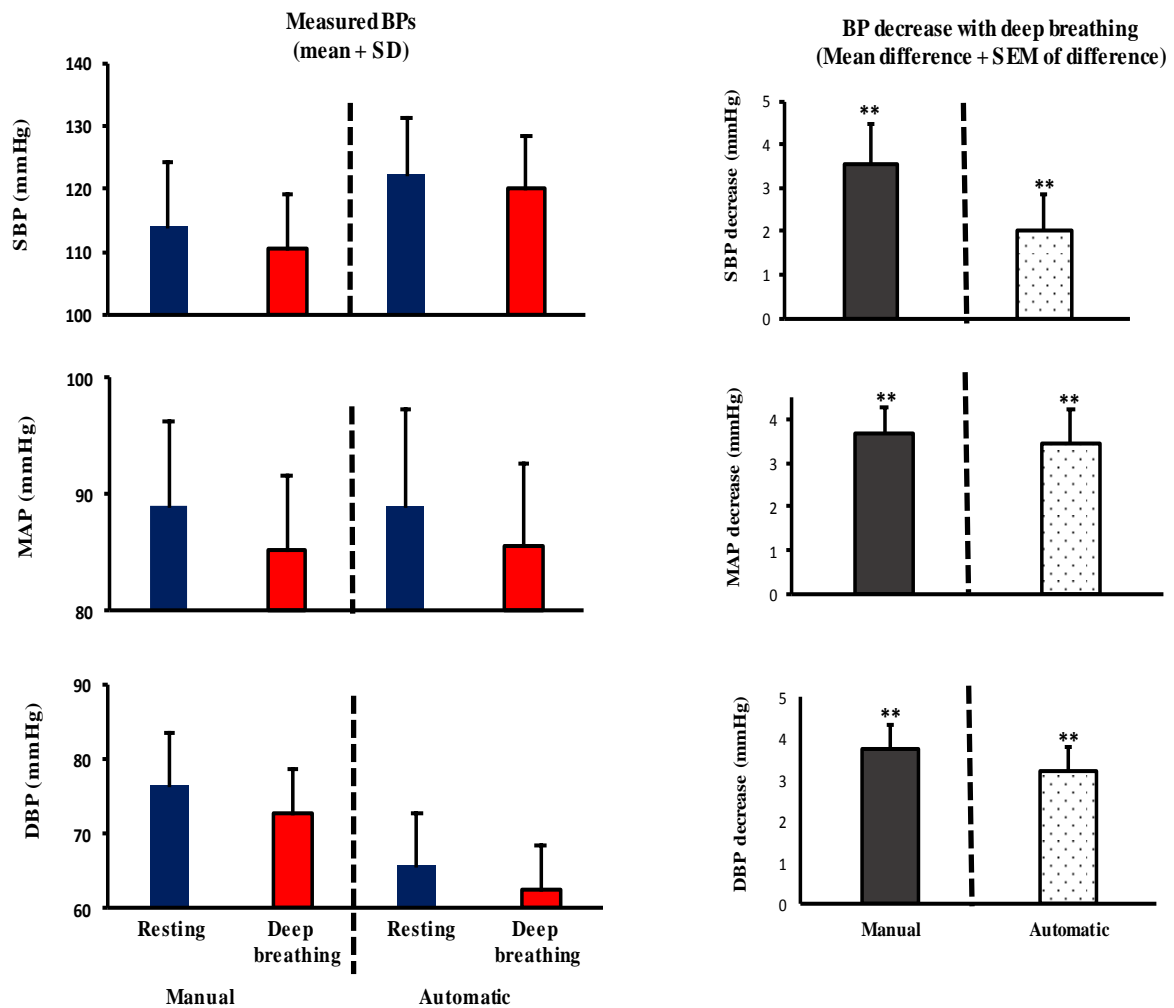 Measured BPs
(mean + SD)
SBP (mmHg)
140
130
120
110
100
MAP (mmHg)
100
90
80
DBP (mmHg)
90
80
70
60
Resting
Deep
breathing
Resting
Deep
breathing
Manual
Automatic
BP decrease with deep breathing
(Mean difference + SEM of difference)
SBP decrease (mmHg)
5
4
3
2
1
0
**
**
MAP decrease (mmHg)
4
3
2
1
0
**
**
DBP decrease (mmHg)
5
4
3
2
1
0
**
**
Manual
Automatic